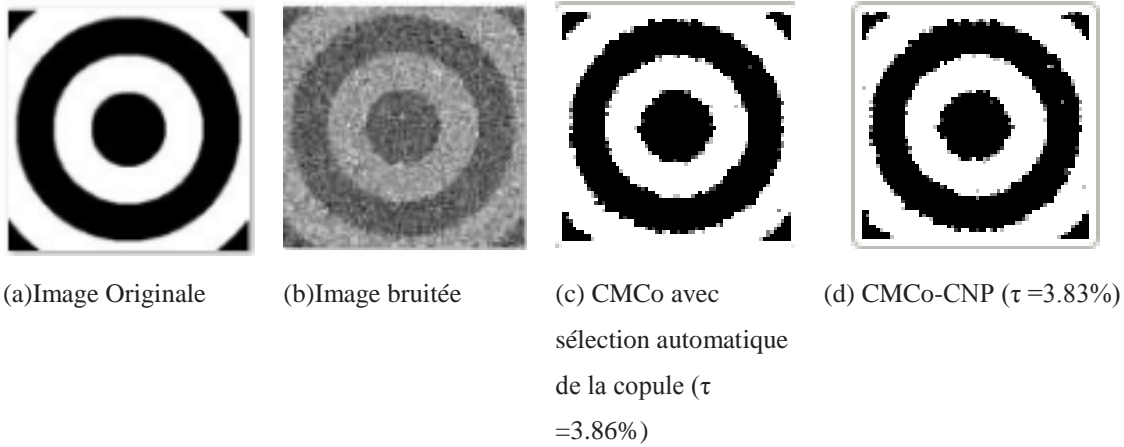 (a)Image Originale
(b)Image bruitée
(c) CMCo avec
sélection automatique
de la copule (τ
=3.86%)
(d) CMCo-CNP (τ =3.83%)